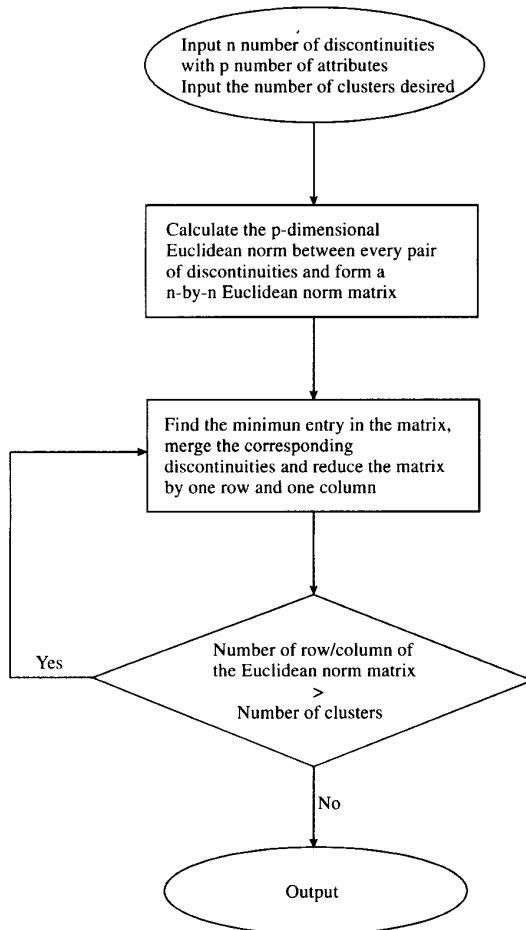 Input n number of discontinuities
with p number of attributes
Input the number of clusters desired
Calculate the p-dimensional
Euclidean norm between every pair
of discontinuities and form a
n-by-n Euclidean norm matrix
Find the minimun entry in the matrix,
merge the corresponding
discontinuities and reduce the matrix
by one row and one column
Number of row/column of
the Euclidean norm matrix
>
Number of clusters
Yes
No
Output